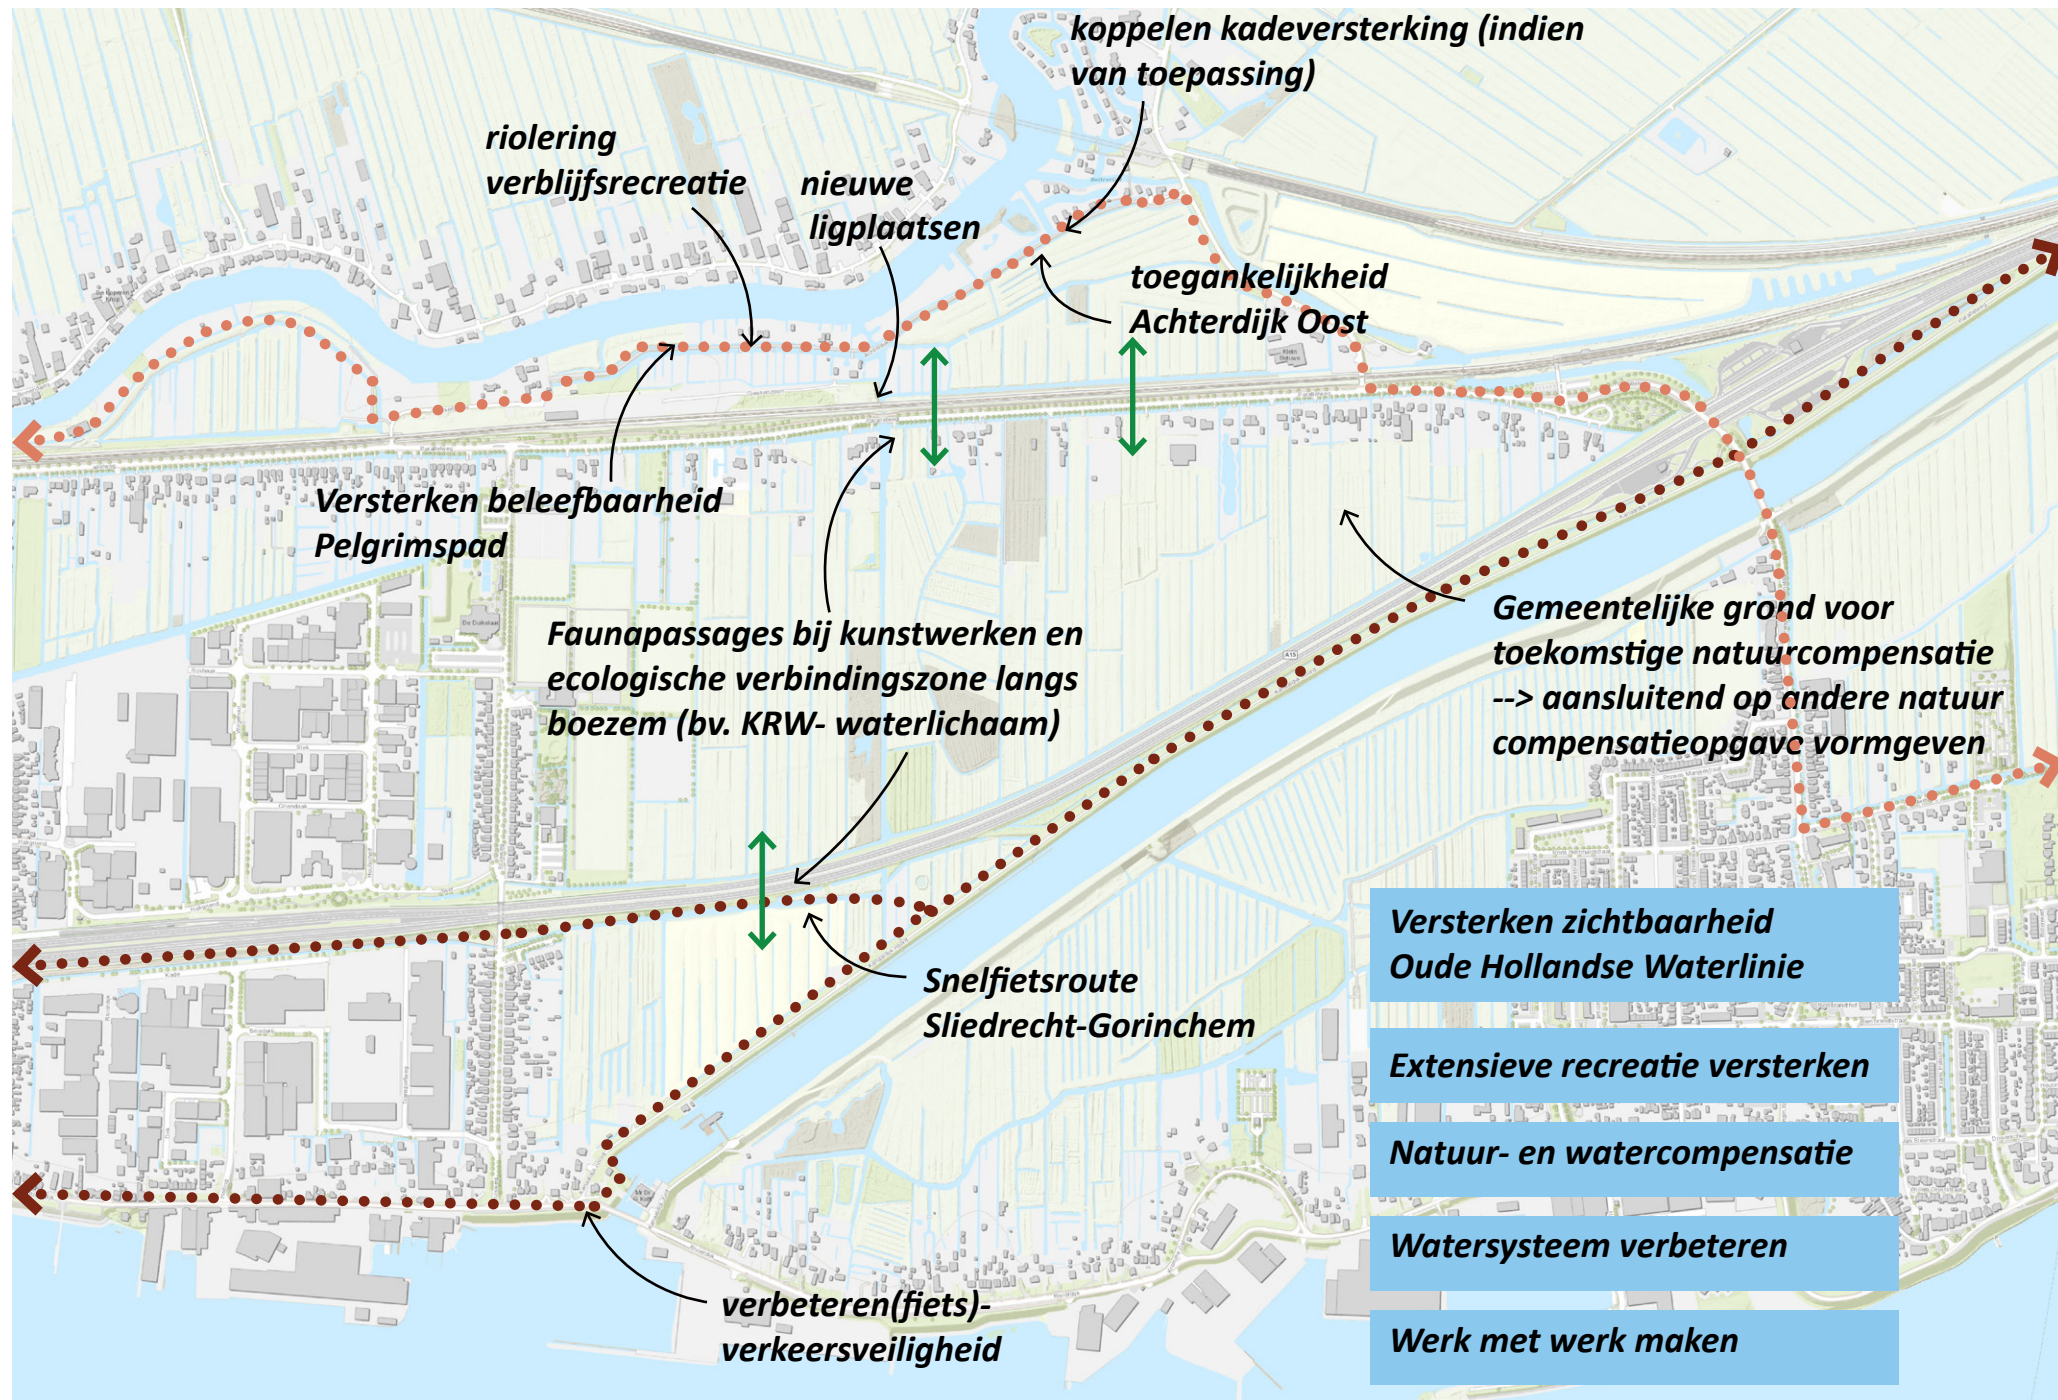 koppelen kadeversterking (indien
van toepassing)
riolering
verblijfsrecreatie
nieuwe
ligplaatsen
toegankelijkheid
Achterdijk Oost
Versterken beleefbaarheid
Pelgrimspad
Faunapassages bij kunstwerken en
ecologische verbindingszone langs
boezem (bv. KRW- waterlichaam)
A15
Gemeentelijke grond voor
toekomstige natuurcompensatie
--> aansluitend op andere natuur
compensatieopgave vormgeven
Snelfietsroute
Sliedrecht-Gorinchem
verbeteren(fiets)-
verkeersveiligheid
Versterken zichtbaarheid
Oude Hollandse Waterlinie
Extensieve recreatie versterken
Natuur- en watercompensatie
Watersysteem verbeteren
Werk met werk maken